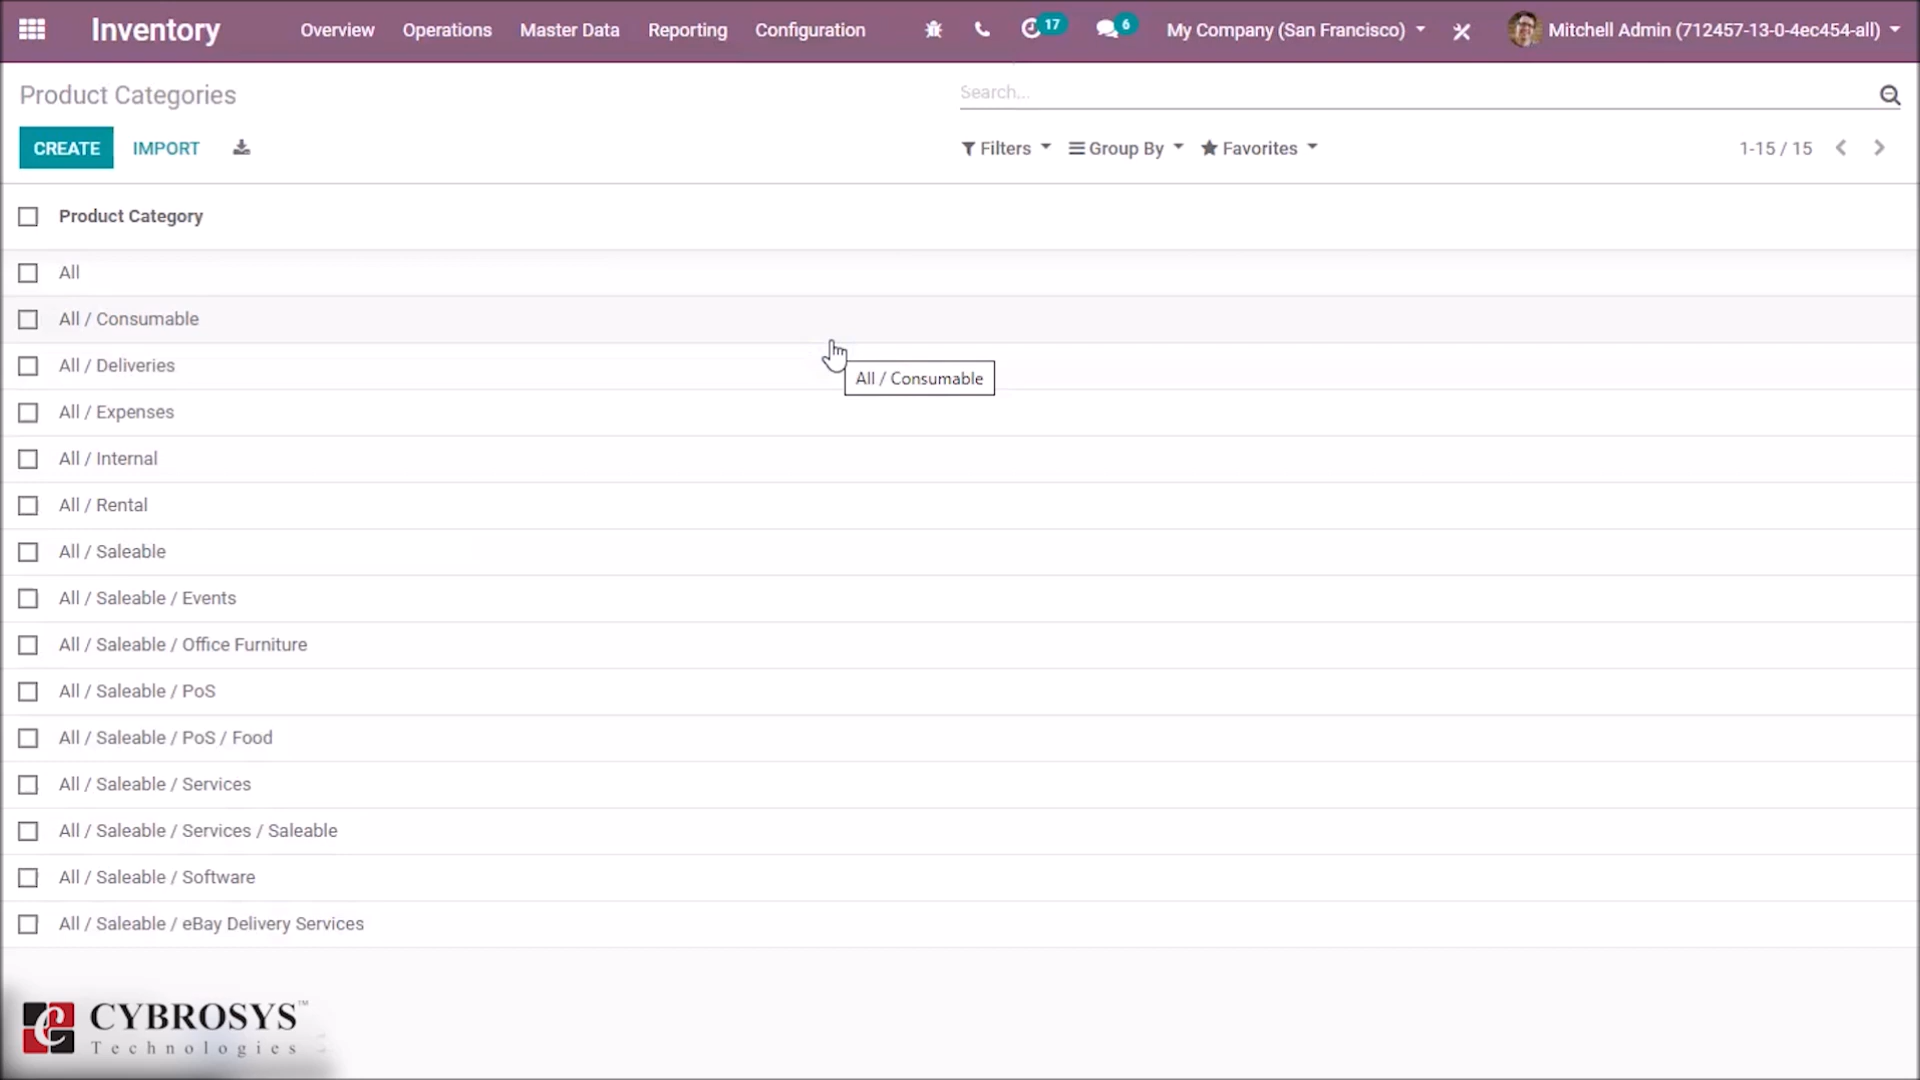 Inventory Overview Operations Master Data Reporting Configuration 17 6 My Company (San Francisco) Mitchell Admin (712457-13-0-4ec454-all)
Product Categories Search...
CREATE IMPORT Filters Group By Favorites 1-15 / 15
Product Category
All
All / Consumable
All / Deliveries
All / Consumable
All / Expenses
All / Internal
All / Rental
All / Saleable
All / Saleable / Events
All / Saleable / Office Furniture
All / Saleable / PoS
All / Saleable / PoS / Food
All / Saleable / Services
All / Saleable / Services / Saleable
All / Saleable / Software
All / Saleable / eBay Delivery Services
CYBROSYS™
Technologies